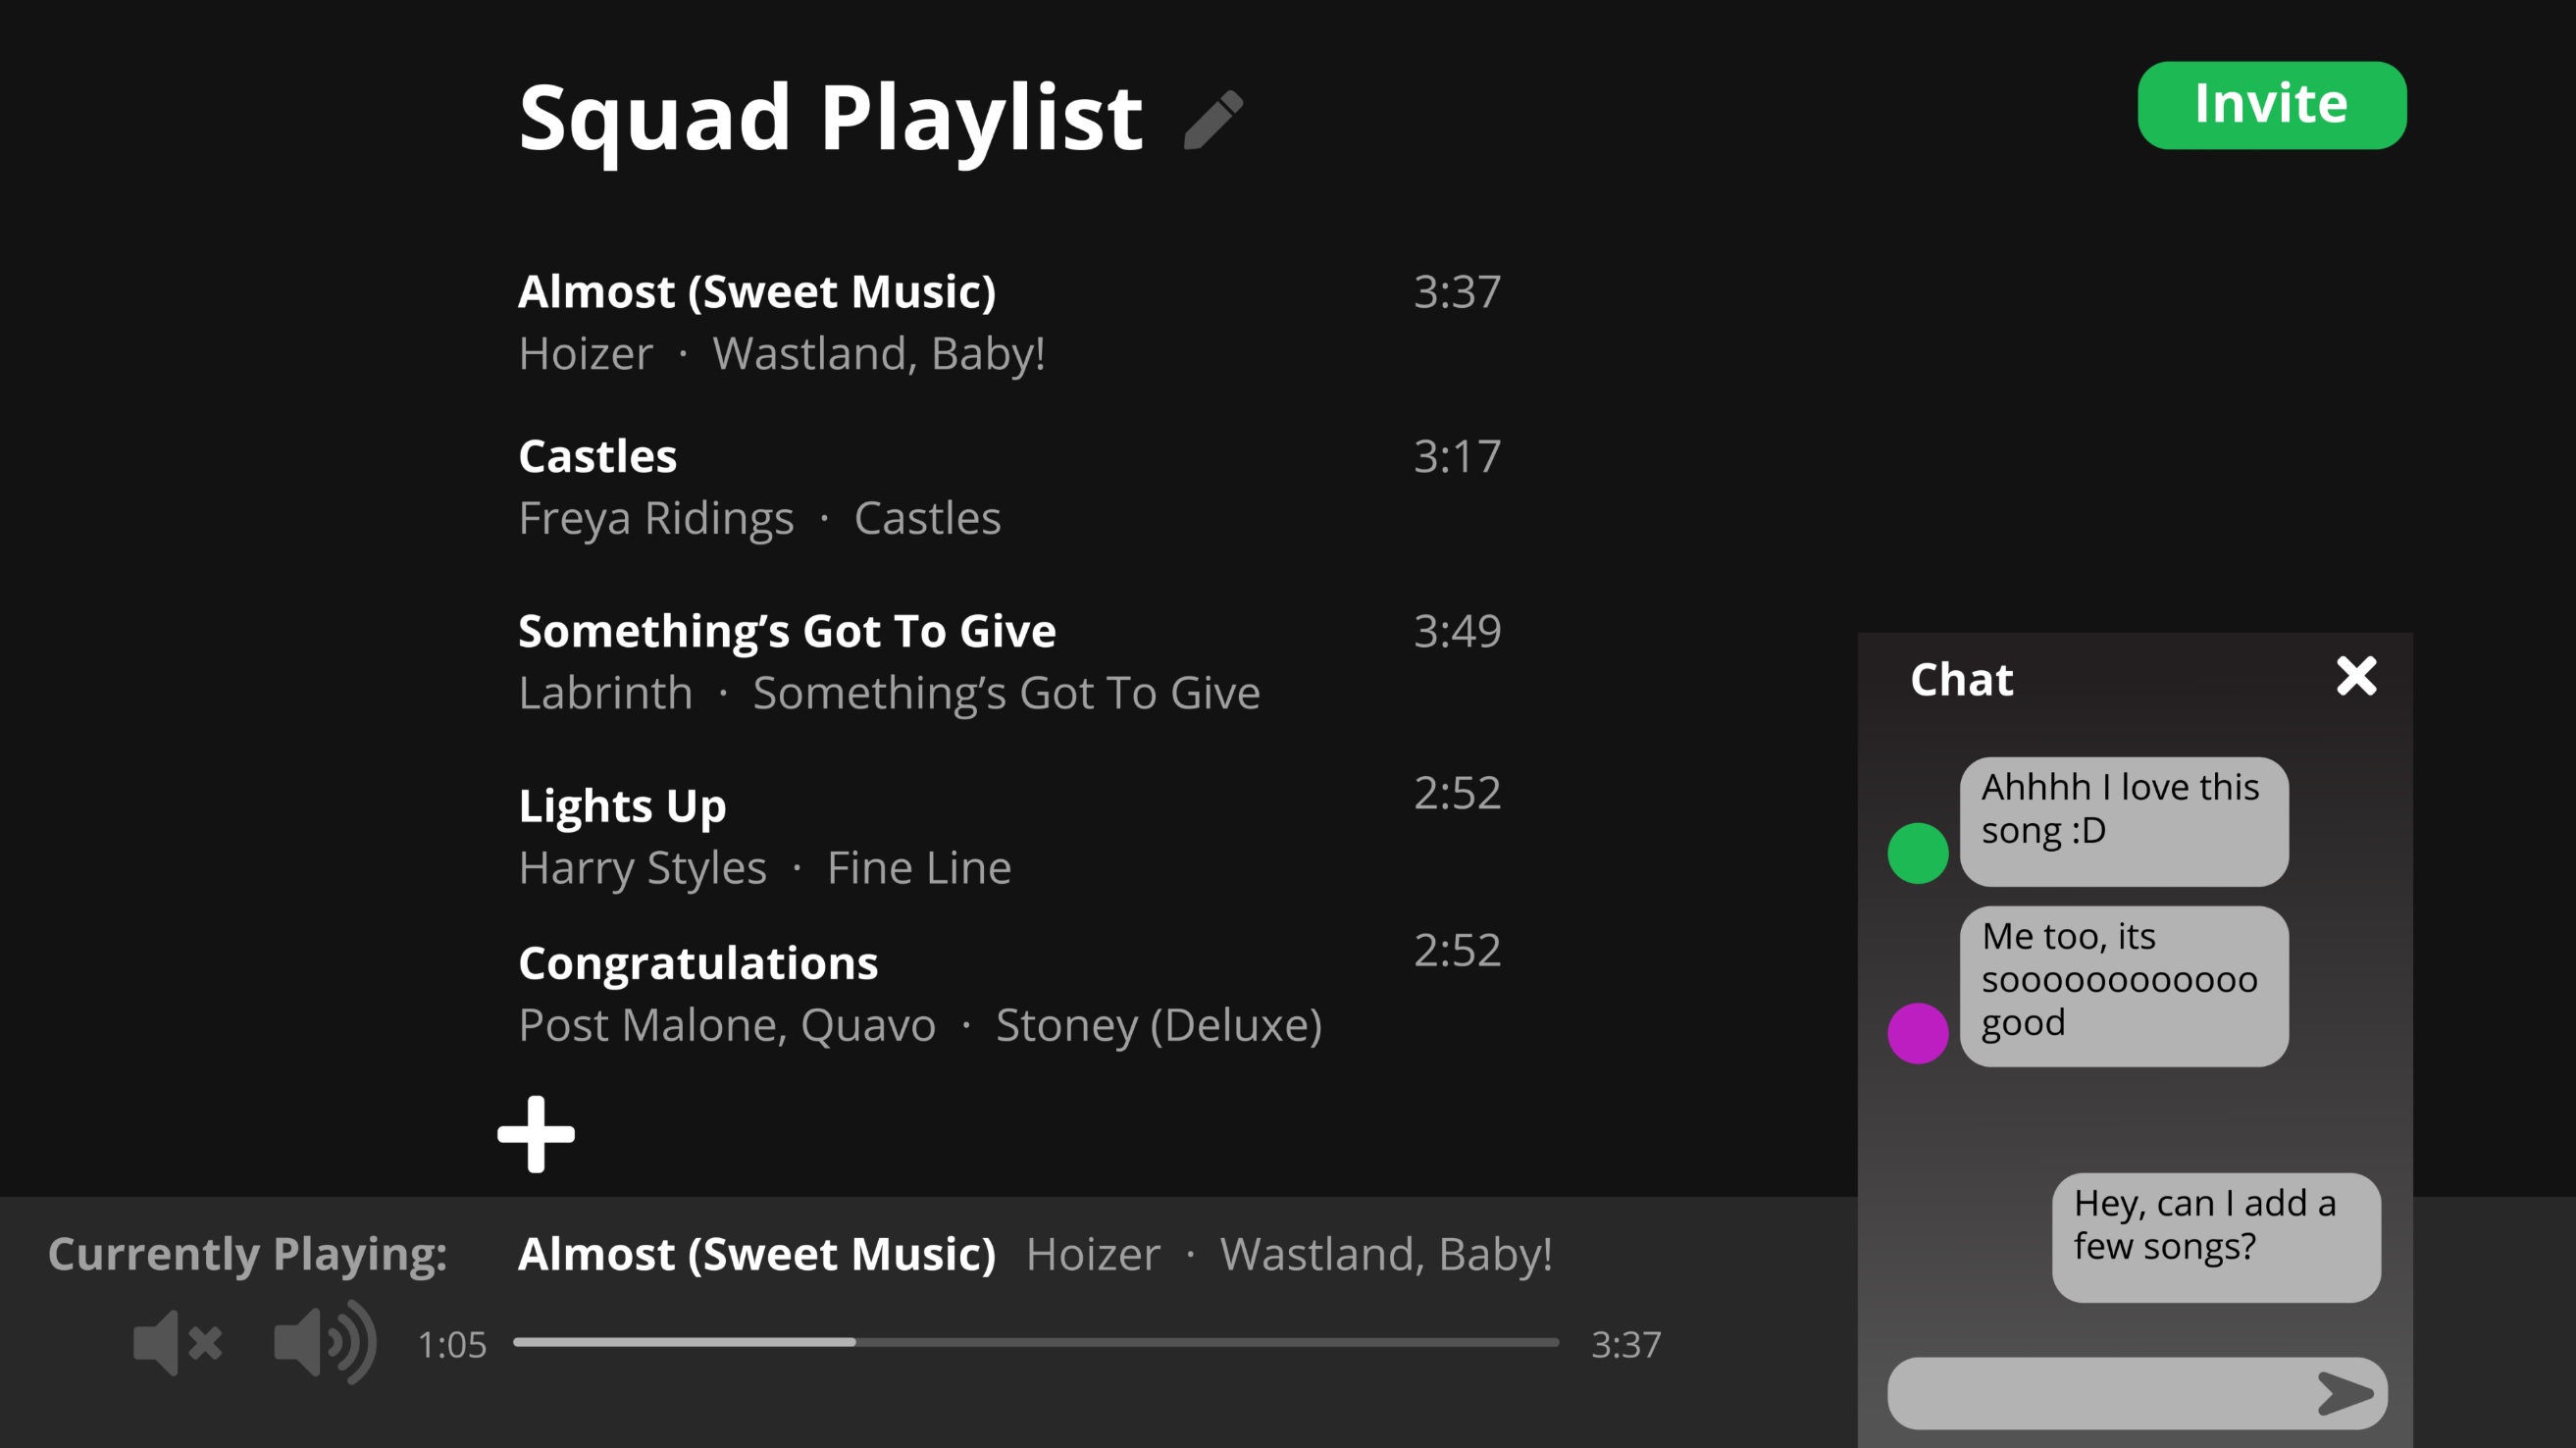 Squad Playlist
Invite
Almost (Sweet Music) 3:37
Hoizer · Wastland, Baby!
Castles 3:17
Freya Ridings · Castles
Something’s Got To Give 3:49
Labrinth · Something’s Got To Give
Lights Up 2:52
Harry Styles · Fine Line
Congratulations 2:52
Post Malone, Quavo · Stoney (Deluxe)
Chat
Ahhhh I love this
song :D
Me too, its
sooooooooooooo
good
Hey, can I add a
few songs?
Currently Playing: Almost (Sweet Music) Hoizer · Wastland, Baby!
1:05 3:37